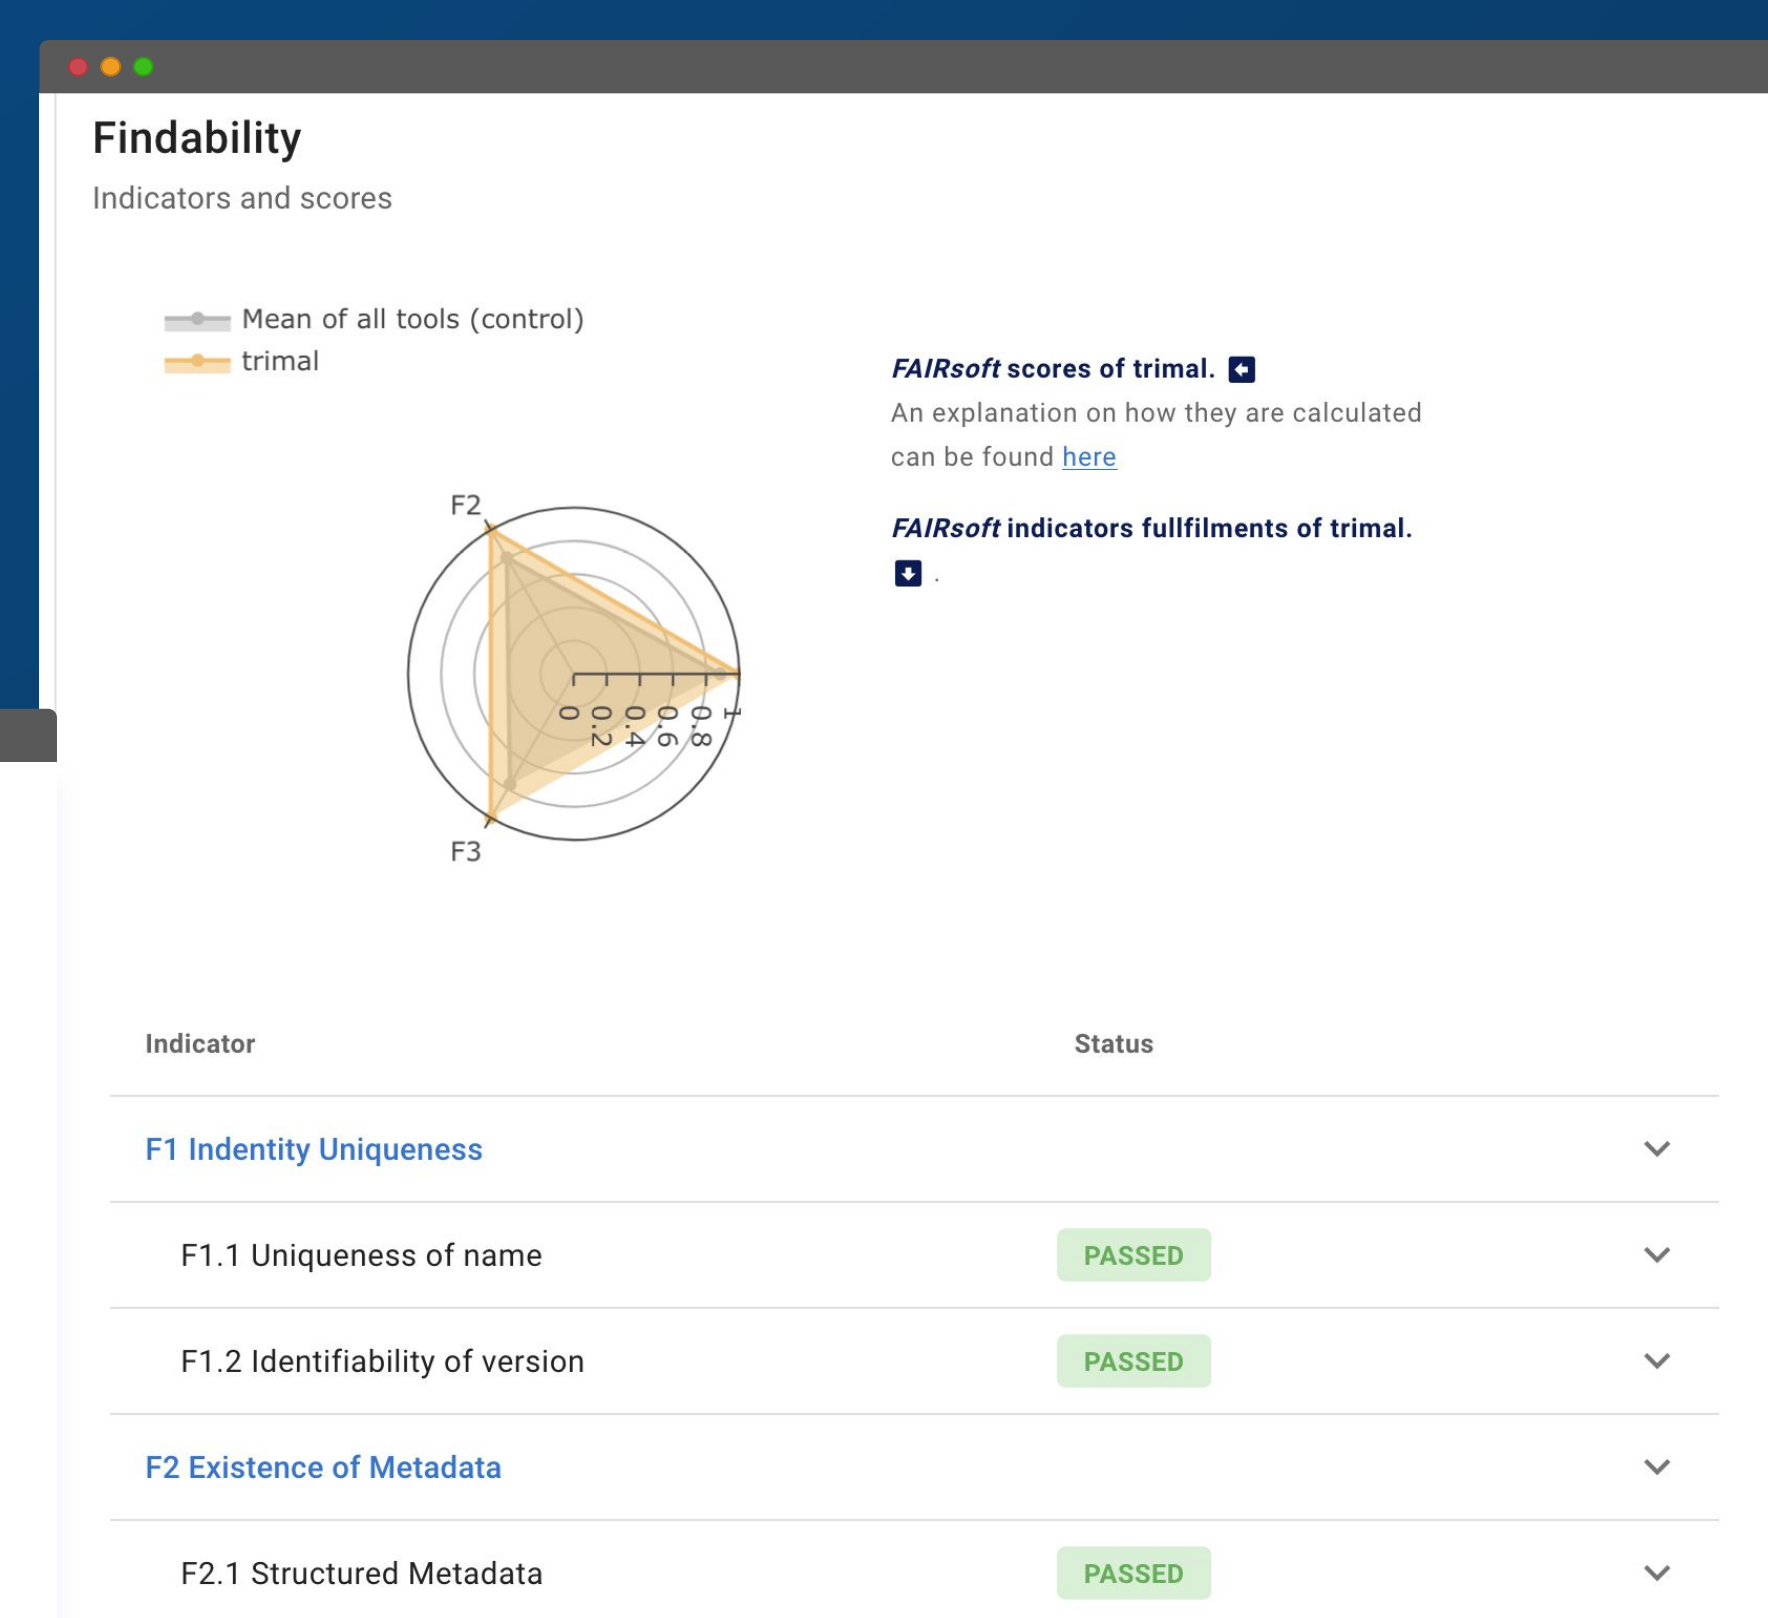 Findability
Indicators and scores
Mean of all tools (control)
trimal
FAIRsoft scores of trimal.
An explanation on how they are calculated
can be found here
FAIRsoft indicators fullfilments of trimal.
.
F2
0
0.2
0.4
0.6
0.8
1
F3
Indicator Status
F1 Indentity Uniqueness
F1.1 Uniqueness of name PASSED
F1.2 Identifiability of version PASSED
F2 Existence of Metadata
F2.1 Structured Metadata PASSED